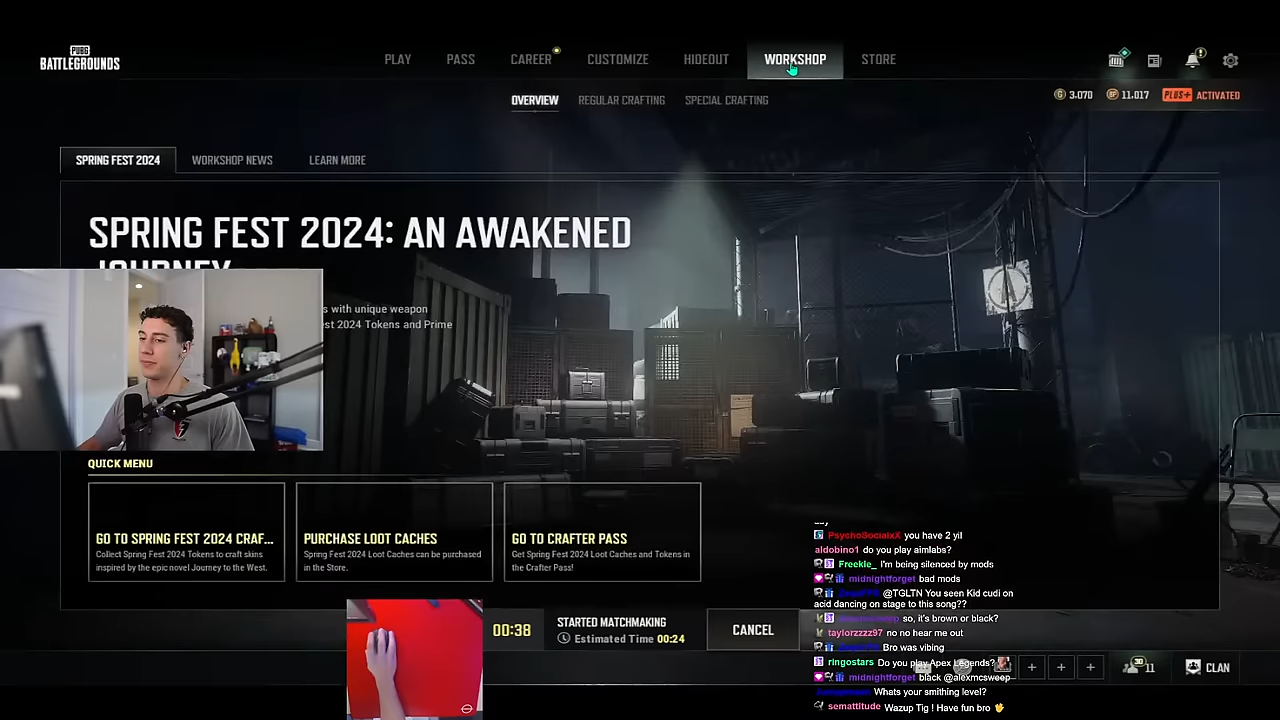 PUBG
BATTLEGROUNDS
PLAY
PASS
CAREER
CUSTOMIZE
HIDEOUT
WORKSHOP
STORE
OVERVIEW
REGULAR CRAFTING
SPECIAL CRAFTING
G 3,070
BP 11,017
PLUS+ ACTIVATED
SPRING FEST 2024
WORKSHOP NEWS
LEARN MORE
SPRING FEST 2024: AN AWAKENED
JOURNEY
s with unique weapon
st 2024 Tokens and Prime
QUICK MENU
GO TO SPRING FEST 2024 CRAF...
Collect Spring Fest 2024 Tokens to craft skins
inspired by the epic novel Journey to the West.
PURCHASE LOOT CACHES
Spring Fest 2024 Loot Caches can be purchased
in the Store.
GO TO CRAFTER PASS
Get Spring Fest 2024 Loot Caches and Tokens in
the Crafter Pass!
00:38
STARTED MATCHMAKING
Estimated Time 00:24
CANCEL
PsychoSocialxX you have 2 yil
aldobino1 do you play aimlabs?
Freekle_ I'm being silenced by mods
midnightforget bad mods
@TGLTN You seen Kid cudi on
acid dancing on stage to this song??
so, it's brown or black?
taylorzzzz97 no no hear me out
Bro was vibing
ringostars Do you play Apex Legends?
midnightforget black @alexmcsweep
Whats your smithing level?
semattitude Wazup Tig ! Have fun bro
30
11
CLAN